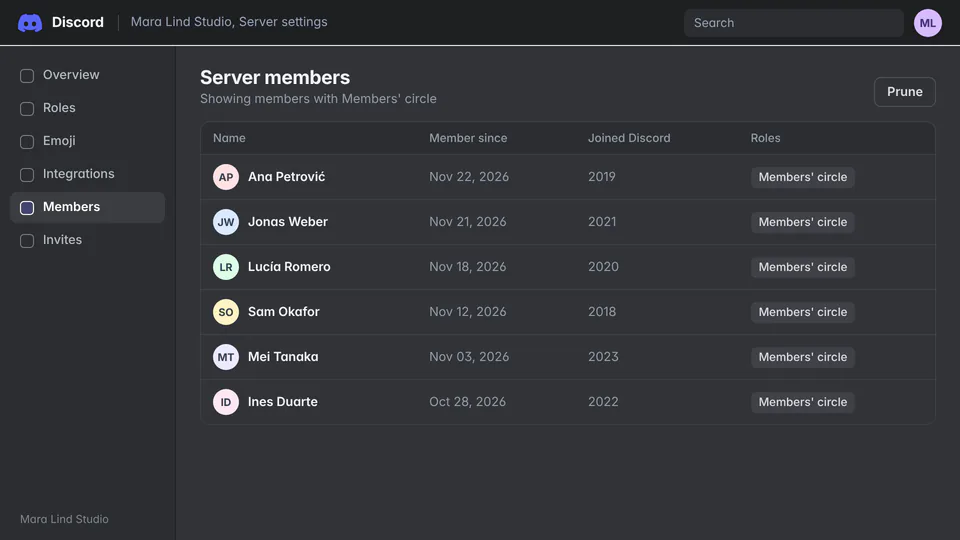 Discord Mara Lind Studio, Server settings Search ML
Overview
Roles
Emoji
Integrations
Members
Invites
Mara Lind Studio
Server members
Showing members with Members' circle
Prune
Name Member since Joined Discord Roles
AP Ana Petrović Nov 22, 2026 2019 Members' circle
JW Jonas Weber Nov 21, 2026 2021 Members' circle
LR Lucía Romero Nov 18, 2026 2020 Members' circle
SO Sam Okafor Nov 12, 2026 2018 Members' circle
MT Mei Tanaka Nov 03, 2026 2023 Members' circle
ID Ines Duarte Oct 28, 2026 2022 Members' circle